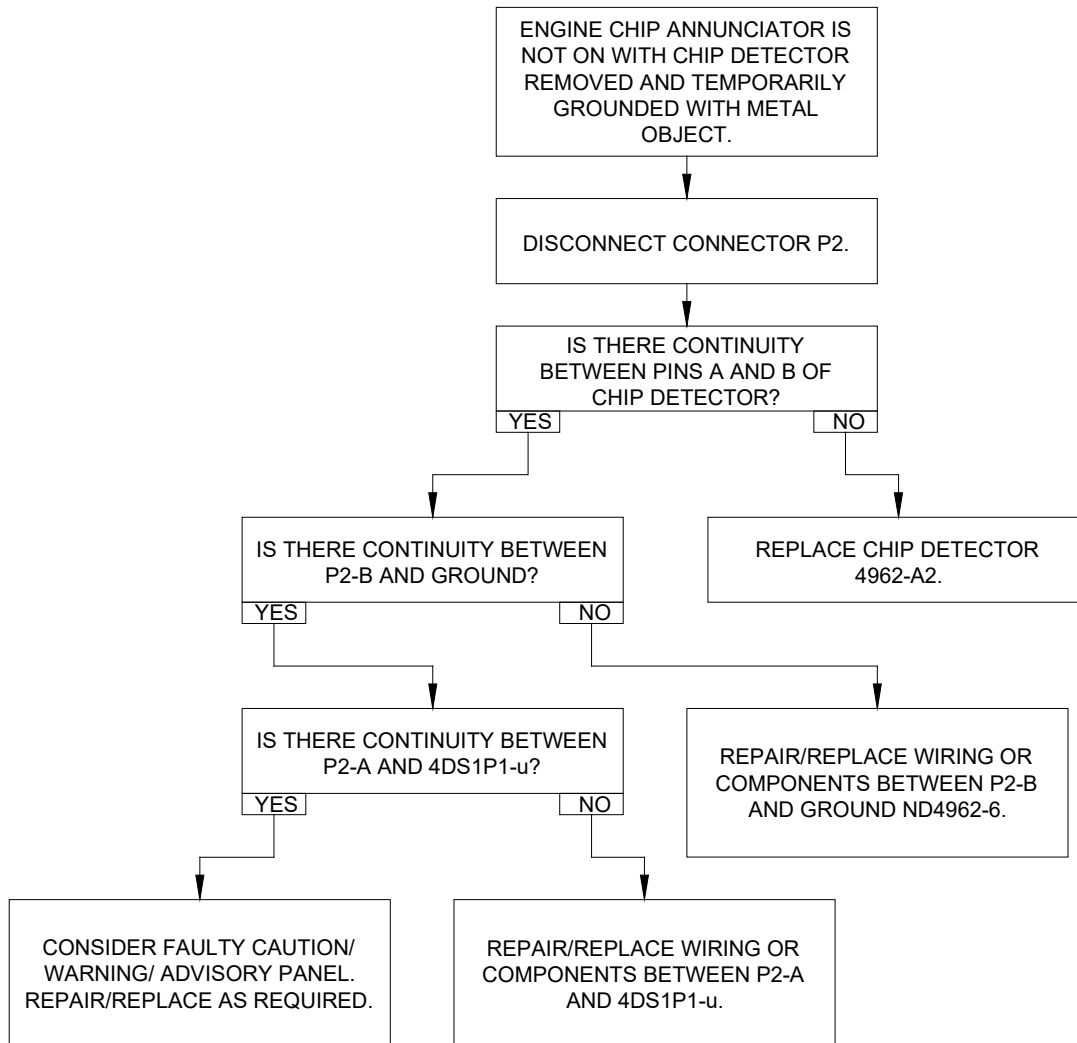 ENGINE CHIP ANNUNCIATOR IS
NOT ON WITH CHIP DETECTOR
REMOVED AND TEMPORARILY
GROUNDED WITH METAL
OBJECT.
DISCONNECT CONNECTOR P2.
IS THERE CONTINUITY
BETWEEN PINS A AND B OF
CHIP DETECTOR?
YES
NO
IS THERE CONTINUITY BETWEEN
P2-B AND GROUND?
YES
NO
REPLACE CHIP DETECTOR
4962-A2.
IS THERE CONTINUITY BETWEEN
P2-A AND 4DS1P1-u?
YES
NO
REPAIR/REPLACE WIRING OR
COMPONENTS BETWEEN P2-B
AND GROUND ND4962-6.
CONSIDER FAULTY CAUTION/
WARNING/ ADVISORY PANEL.
REPAIR/REPLACE AS REQUIRED.
REPAIR/REPLACE WIRING OR
COMPONENTS BETWEEN P2-A
AND 4DS1P1-u.